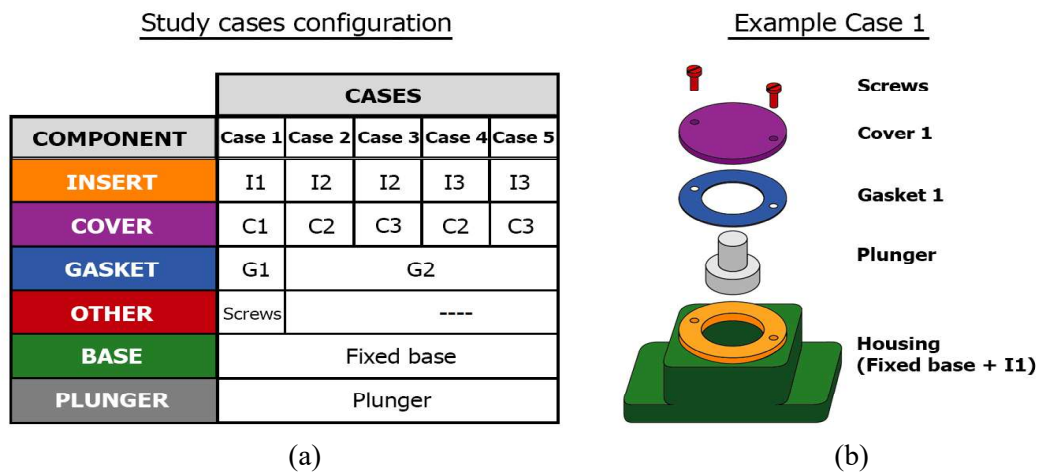 Study cases configuration
CASES
COMPONENT Case 1 Case 2 Case 3 Case 4 Case 5
INSERT I1 I2 I2 I3 I3
COVER C1 C2 C3 C2 C3
GASKET G1 G2
OTHER Screws ----
BASE Fixed base
PLUNGER Plunger
(a)
Example Case 1
Screws
Cover 1
Gasket 1
Plunger
Housing
(Fixed base + I1)
(b)